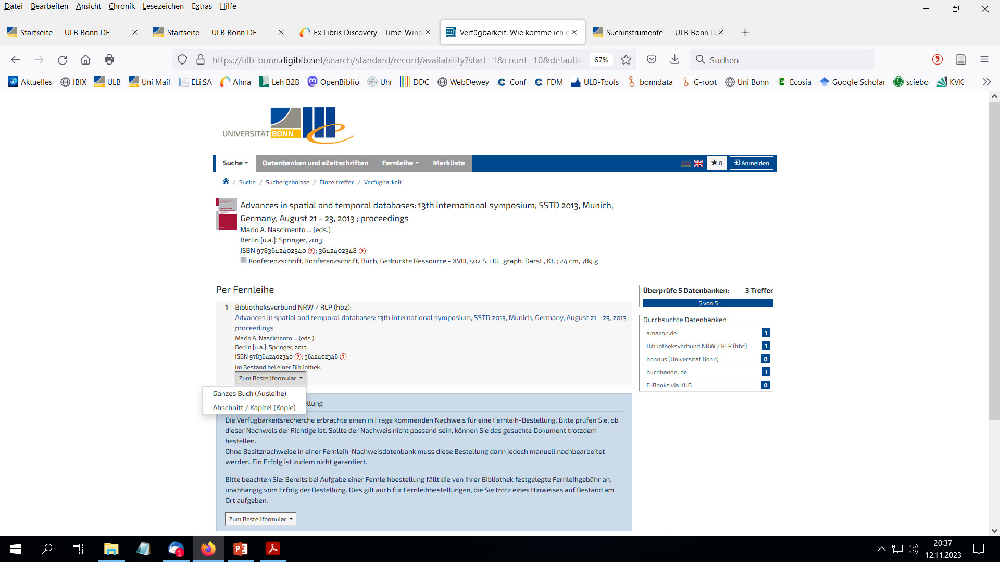 Datei Bearbeiten Ansicht Chronik Lesezeichen Extras Hilfe
Startseite — ULB Bonn DE
Startseite — ULB Bonn DE
Ex Libris Discovery - Time-Wind
Verfügbarkeit: Wie komme ich d
Suchinstrumente — ULB Bonn D
https://ulb-bonn.digibib.net/search/standard/record/availability?start=1&count=10&defaults=
67%
Suchen
Aktuelles IBIX ULB Uni Mail ELi:SA Alma Leh B2B OpenBiblio Uhr DDC WebDewey Conf FDM ULB-Tools bonndata G-root Uni Bonn Ecosia Google Scholar sciebo KVK
UNIVERSITÄT BONN
Suche Datenbanken und eZeitschriften Fernleihe Merkliste
0
Anmelden
/ Suche / Suchergebnisse / Einzeltreffer / Verfügbarkeit
Advances in spatial and temporal databases: 13th international symposium, SSTD 2013, Munich,
Germany, August 21 - 23, 2013 ; proceedings
Mario A. Nascimento ... (eds.)
Berlin [u.a.]: Springer, 2013
ISBN 9783642402340 ; 3642402348
Konferenzschrift, Konferenzschrift, Buch, Gedruckte Ressource - XVIII, 502 S. : Ill., graph. Darst., Kt. ; 24 cm, 789 g
Per Fernleihe
1 Bibliotheksverbund NRW / RLP (hbz):
Advances in spatial and temporal databases: 13th international symposium, SSTD 2013, Munich, Germany, August 21 - 23, 2013 ;
proceedings
Mario A. Nascimento ... (eds.)
Berlin [u.a.]: Springer, 2013
ISBN 9783642402340 ; 3642402348
Im Bestand bei einer Bibliothek.
Zum Bestellformular
Ganzes Buch (Ausleihe)
Abschnitt / Kapitel (Kopie)
llung
Die Verfügbarkeitsrecherche erbrachte einen in Frage kommenden Nachweis für eine Fernleih-Bestellung. Bitte prüfen Sie, ob
dieser Nachweis der Richtige ist. Sollte der Nachweis nicht passend sein, können Sie das gesuchte Dokument trotzdem
bestellen.
Ohne Besitznachweise in einer Fernleih-Nachweisdatenbank muss diese Bestellung dann jedoch manuell nachbearbeitet
werden. Ein Erfolg ist zudem nicht garantiert.
Bitte beachten Sie: Bereits bei Aufgabe einer Fernleihbestellung fällt die von Ihrer Bibliothek festgelegte Fernleihgebühr an,
unabhängig vom Erfolg der Bestellung. Dies gilt auch für Fernleihbestellungen, die Sie trotz eines Hinweises auf Bestand am
Ort aufgeben.
Zum Bestellformular
Überprüfe 5 Datenbanken: 3 Treffer
5 von 5
Durchsuchte Datenbanken
amazon.de 1
Bibliotheksverbund NRW / RLP (hbz) 1
bonnus (Universität Bonn) 0
buchhandel.de 1
E-Books via KUG 0
1
20:37
12.11.2023